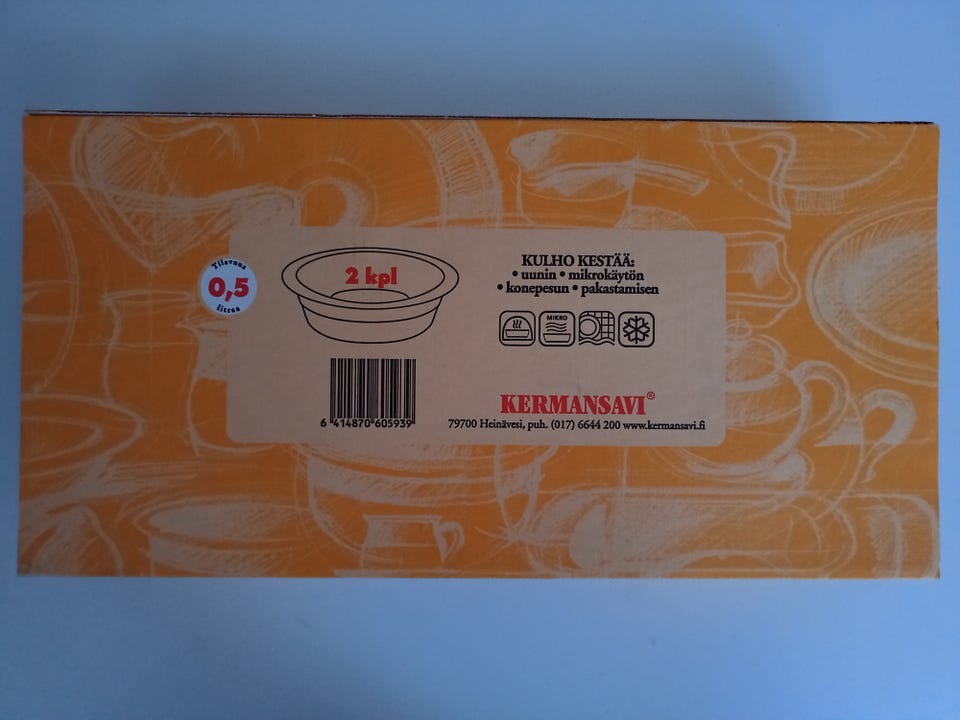 Tilavuus
0,5
litraa
2 kpl
KULHO KESTÄÄ:
• uunin • mikrokäytön
• konepesun • pakastamisen
MIKRO
6 414870 605939
KERMANSAVI®
79700 Heinävesi, puh. (017) 6644 200 www.kermansavi.fi